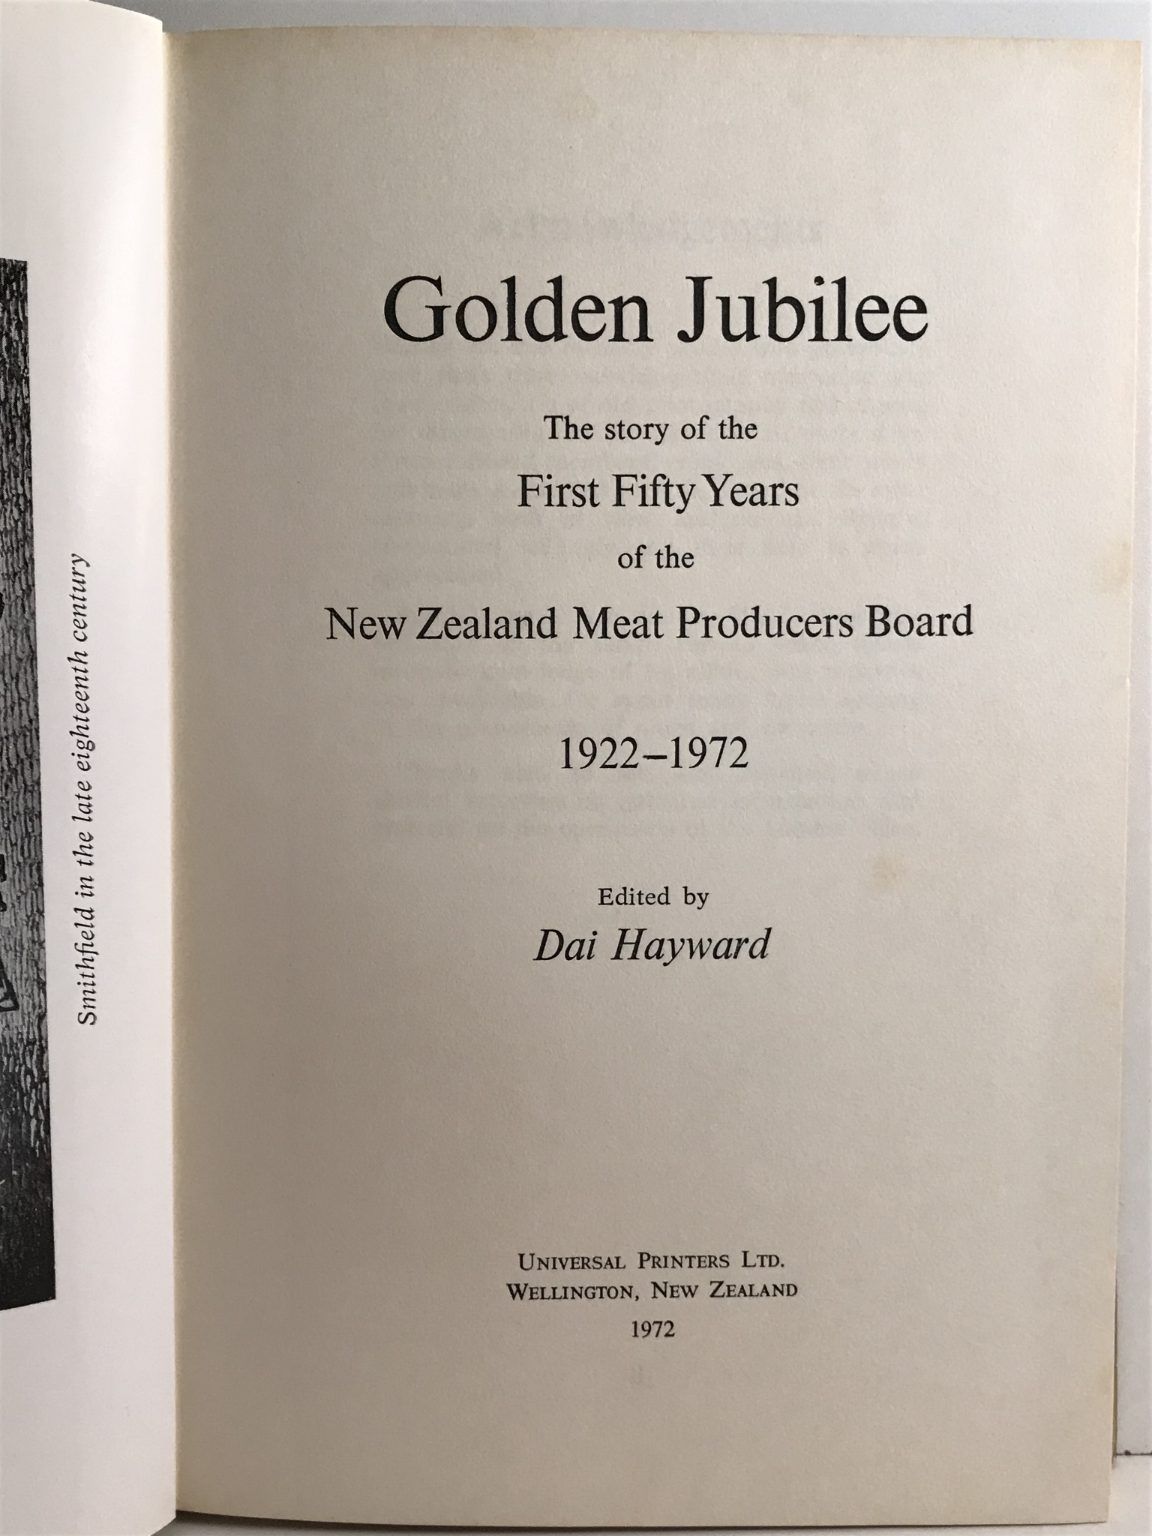 Smithfield in the late eighteenth century
Golden Jubilee
The story of the
First Fifty Years
of the
New Zealand Meat Producers Board
1922–1972
Edited by
Dai Hayward
UNIVERSAL PRINTERS LTD.
WELLINGTON, NEW ZEALAND
1972